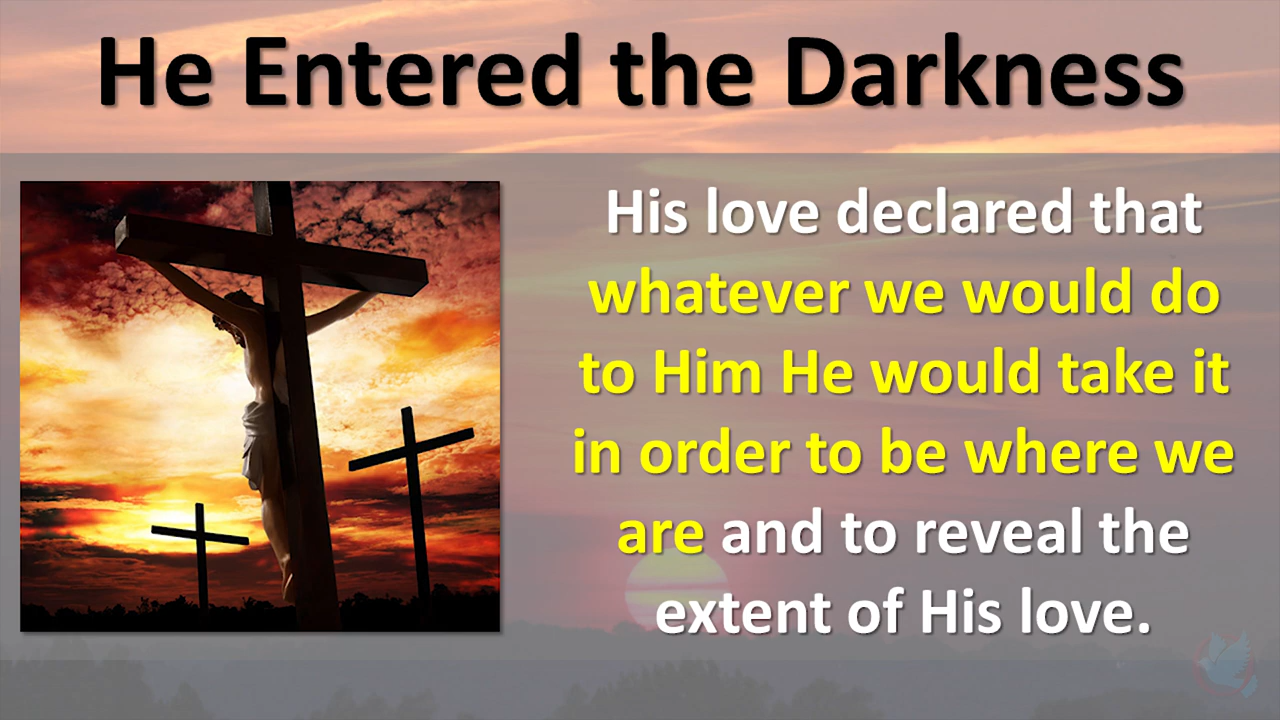 He Entered the Darkness
His love declared that
whatever we would do
to Him He would take it
in order to be where we
are and to reveal the
extent of His love.